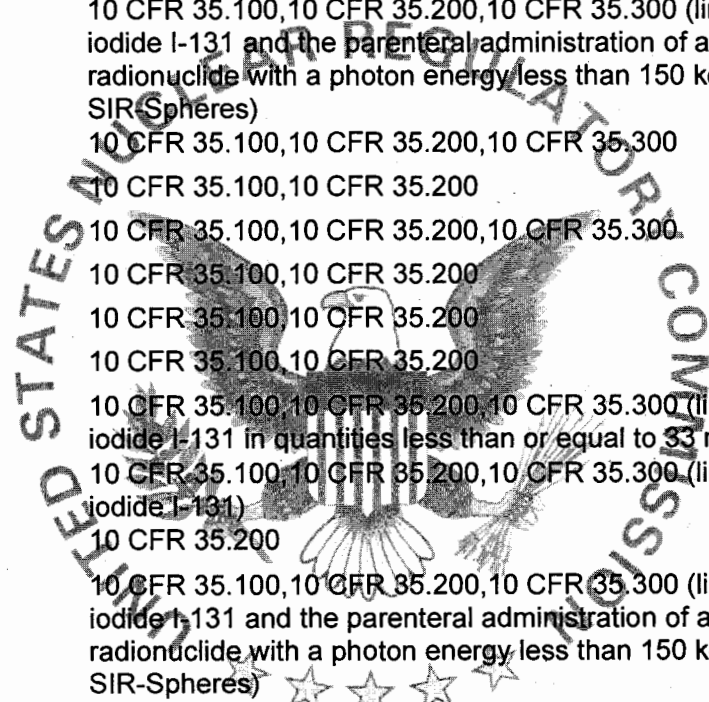 10 CFR 35.100,10 CFR 35.200,10 CFR 35.300 (li
iodide I-131 and the parenteral administration of a
radionuclide with a photon energy less than 150 k
SIR-Spheres)
10 CFR 35.100,10 CFR 35.200,10 CFR 35.300
10 CFR 35.100,10 CFR 35.200
10 CFR 35.100,10 CFR 35.200,10 CFR 35.300
10 CFR 35.100,10 CFR 35.200
10 CFR 35.100,10 CFR 35.200
10 CFR 35.100,10 CFR 35.200
10 CFR 35.100,10 CFR 35.200,10 CFR 35.300 (li
iodide I-131 in quantities less than or equal to 33
10 CFR 35.100,10 CFR 35.200,10 CFR 35.300 (li
iodide I-131)
10 CFR 35.200
10 CFR 35.100,10 CFR 35.200,10 CFR 35.300 (li
iodide I-131 and the parenteral administration of a
radionuclide with a photon energy less than 150 k
SIR-Spheres)
UNITED STATES NUCLEAR REGULATORY COMMISSION